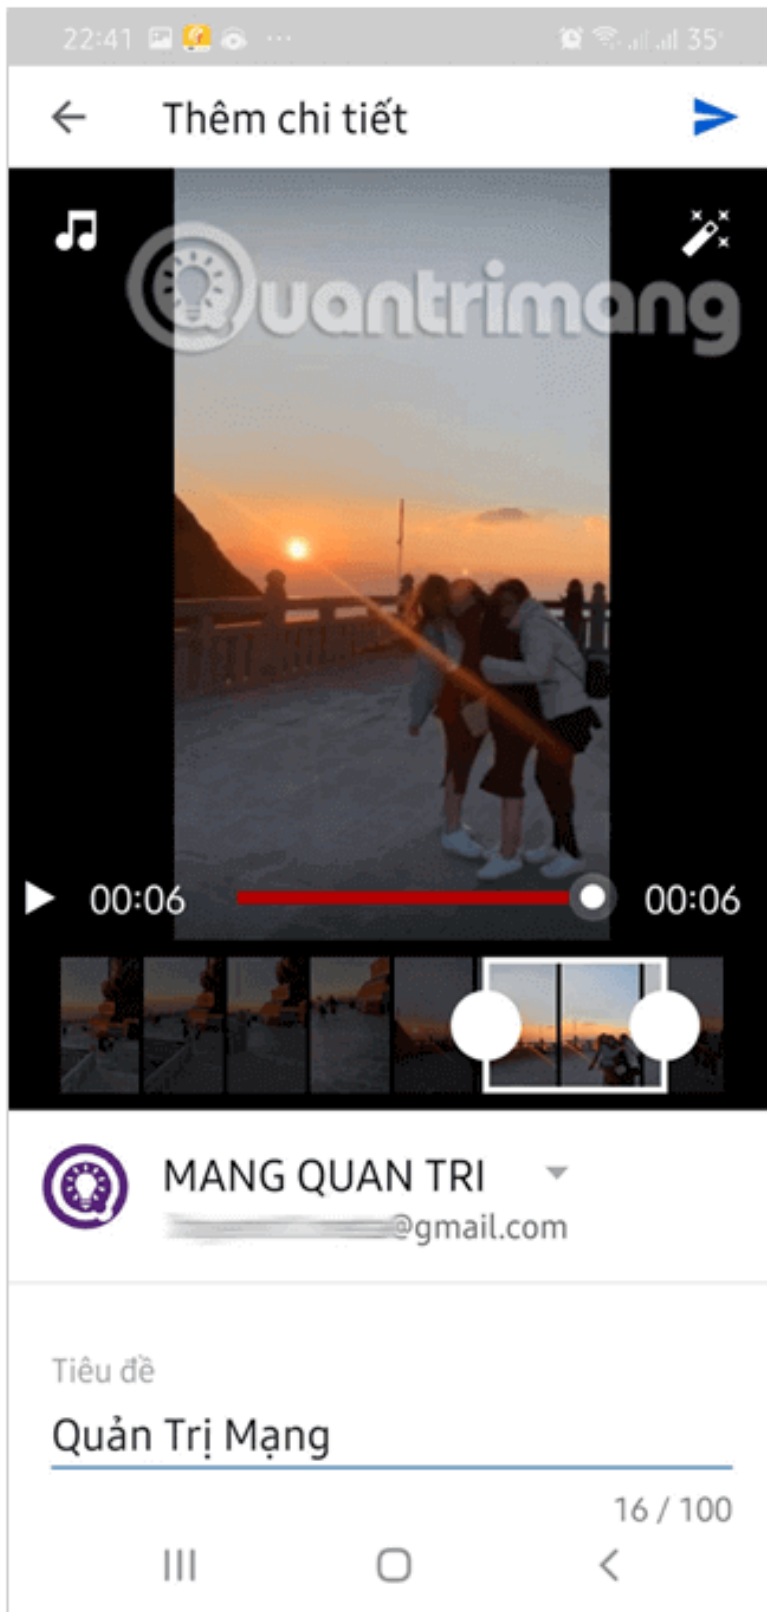 22:41 35
Thêm chi tiết
Quantrimang
00:06 00:06
MANG QUAN TRI
@gmail.com
Tiêu đề
Quản Trị Mạng
16 / 100